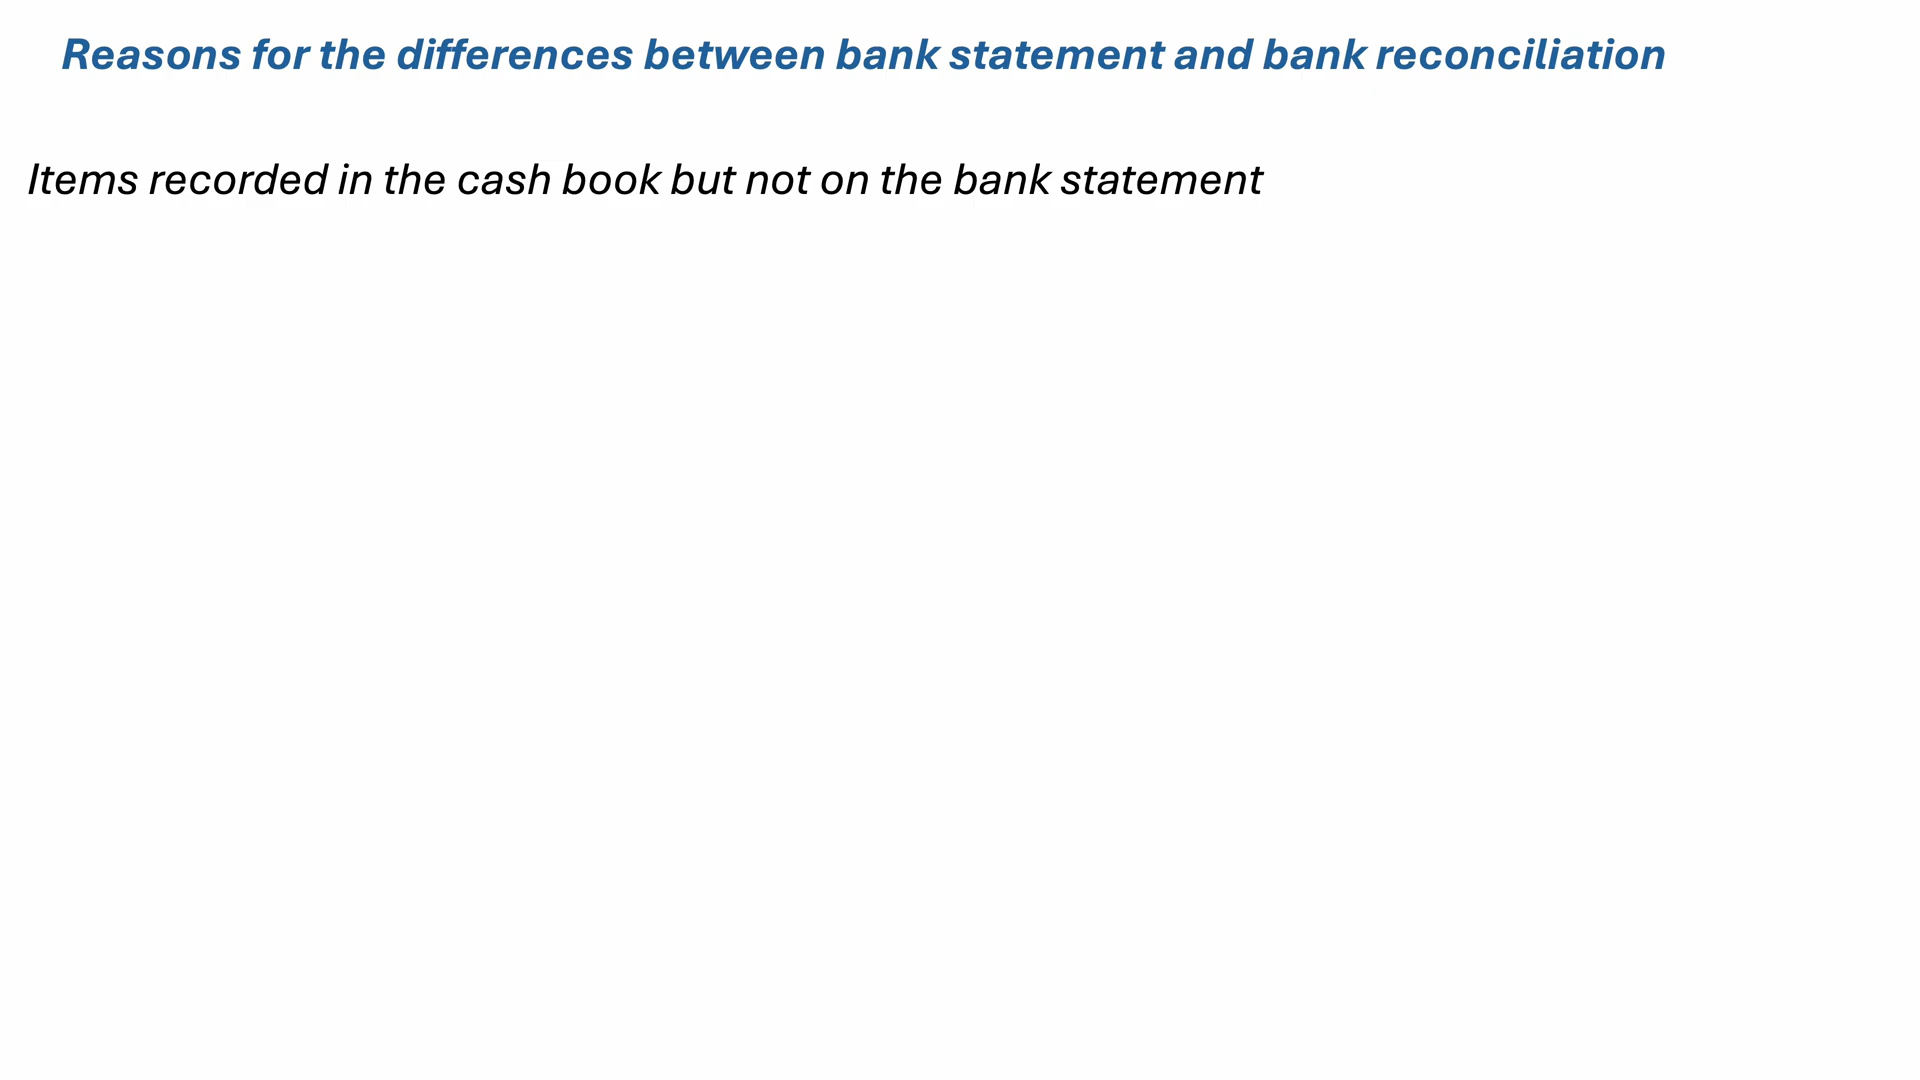 Reasons for the differences between bank statement and bank reconciliation
Items recorded in the cash book but not on the bank statement